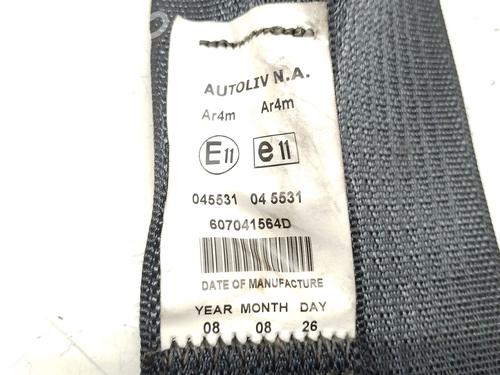 AUTOLIV N.A.
Ar4m Ar4m
E11 e11
045531 04 5531
607041564D
DATE OF MANUFACTURE
YEAR MONTH DAY
08 08 26